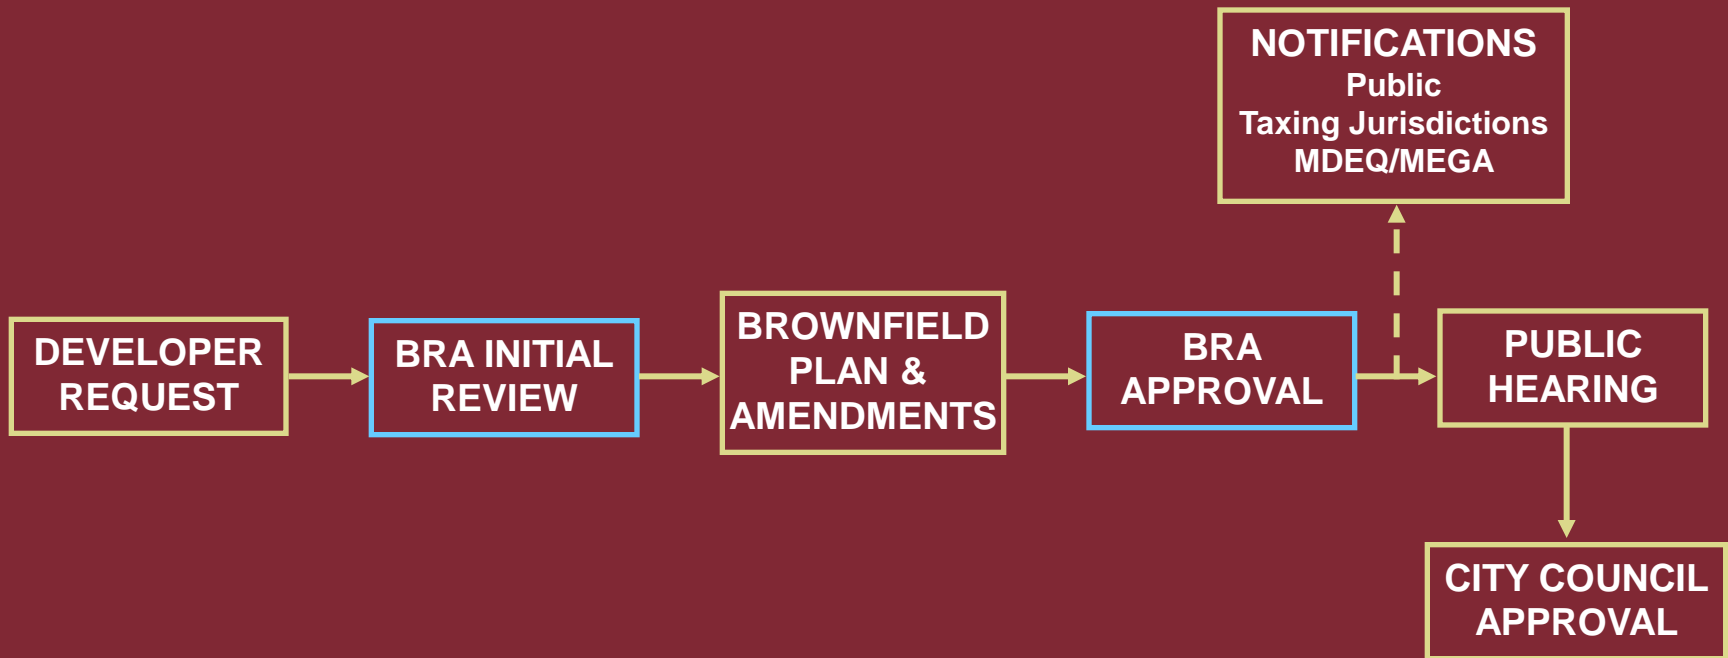 NOTIFICATIONS
Public
Taxing Jurisdictions
MDEQ/MEGA
DEVELOPER
REQUEST
BRA INITIAL
REVIEW
BROWNFIELD
PLAN &
AMENDMENTS
BRA
APPROVAL
PUBLIC
HEARING
CITY COUNCIL
APPROVAL